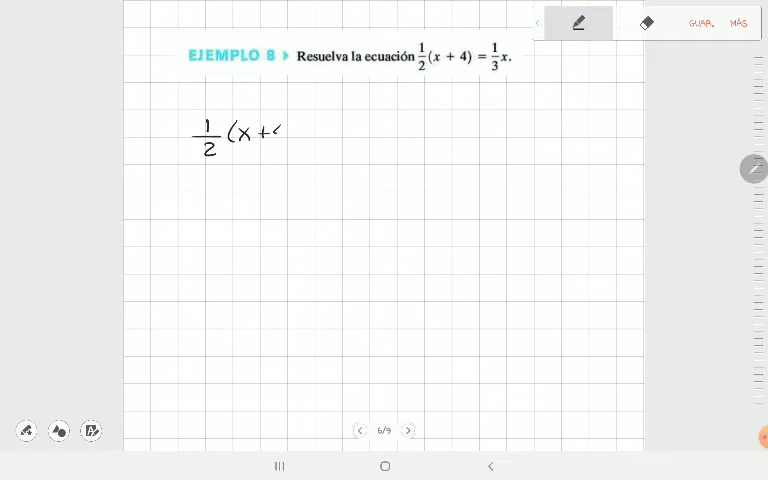 GUAR. MÁS
EJEMPLO 8 Resuelva la ecuación 1/2(x + 4) = 1/3x.
1/2 (x +
6/9